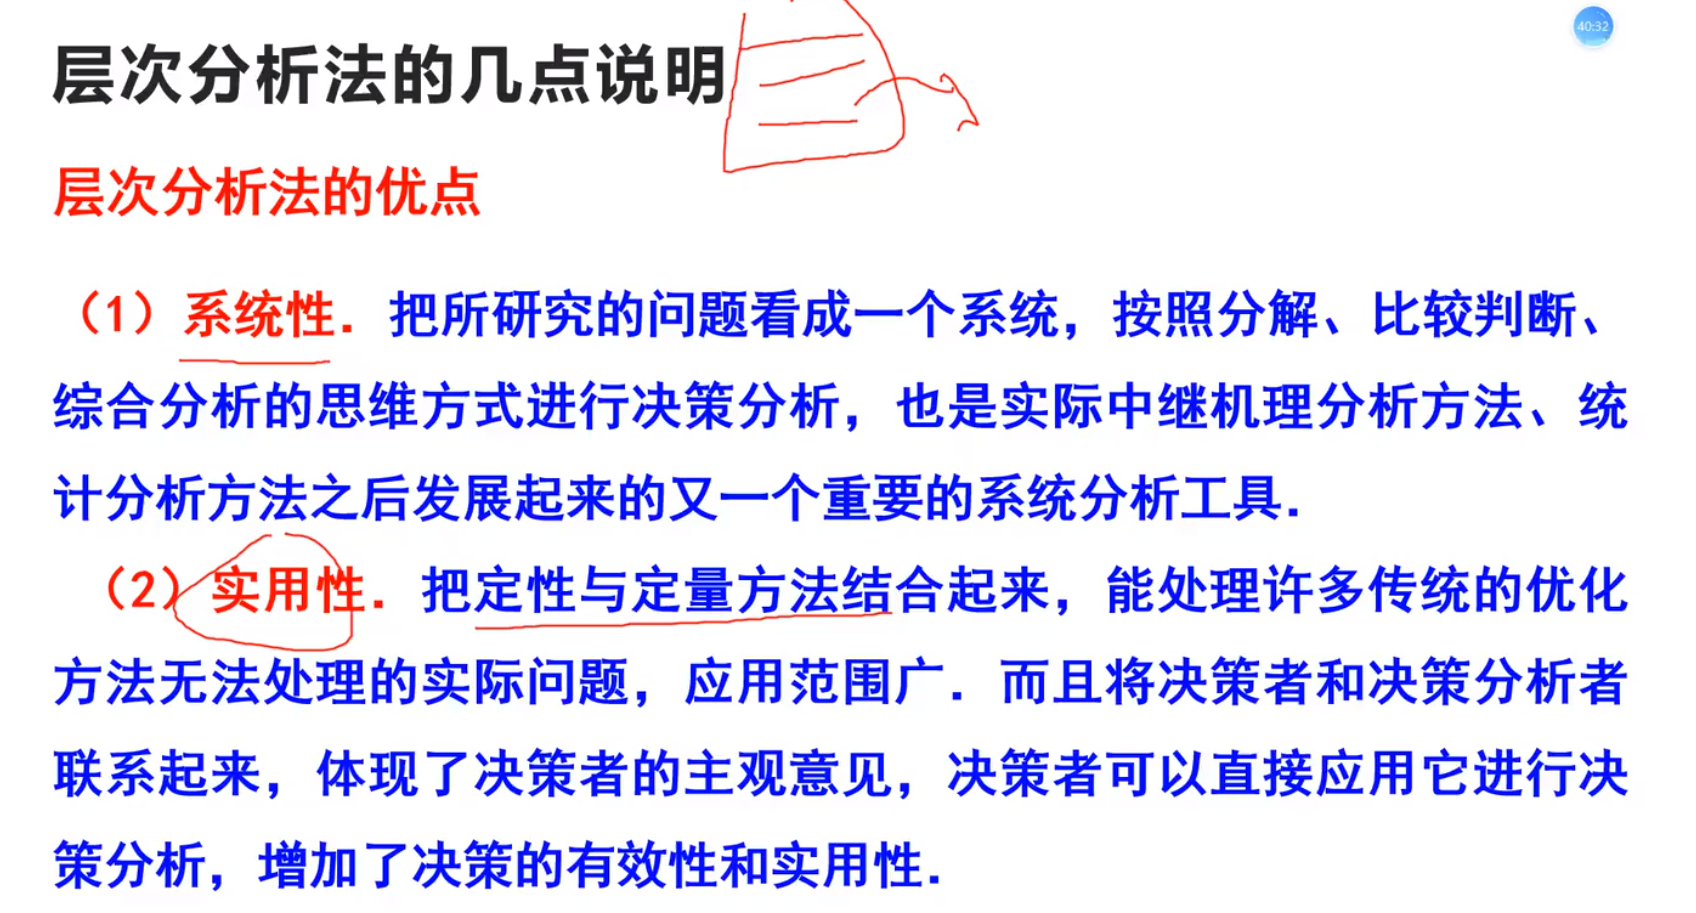 层次分析法的几点说明
40:32
层次分析法的优点
（1）系统性．把所研究的问题看成一个系统，按照分解、比较判断、
综合分析的思维方式进行决策分析，也是实际中继机理分析方法、统
计分析方法之后发展起来的又一个重要的系统分析工具．
（2）实用性．把定性与定量方法结合起来，能处理许多传统的优化
方法无法处理的实际问题，应用范围广．而且将决策者和决策分析者
联系起来，体现了决策者的主观意见，决策者可以直接应用它进行决
策分析，增加了决策的有效性和实用性．